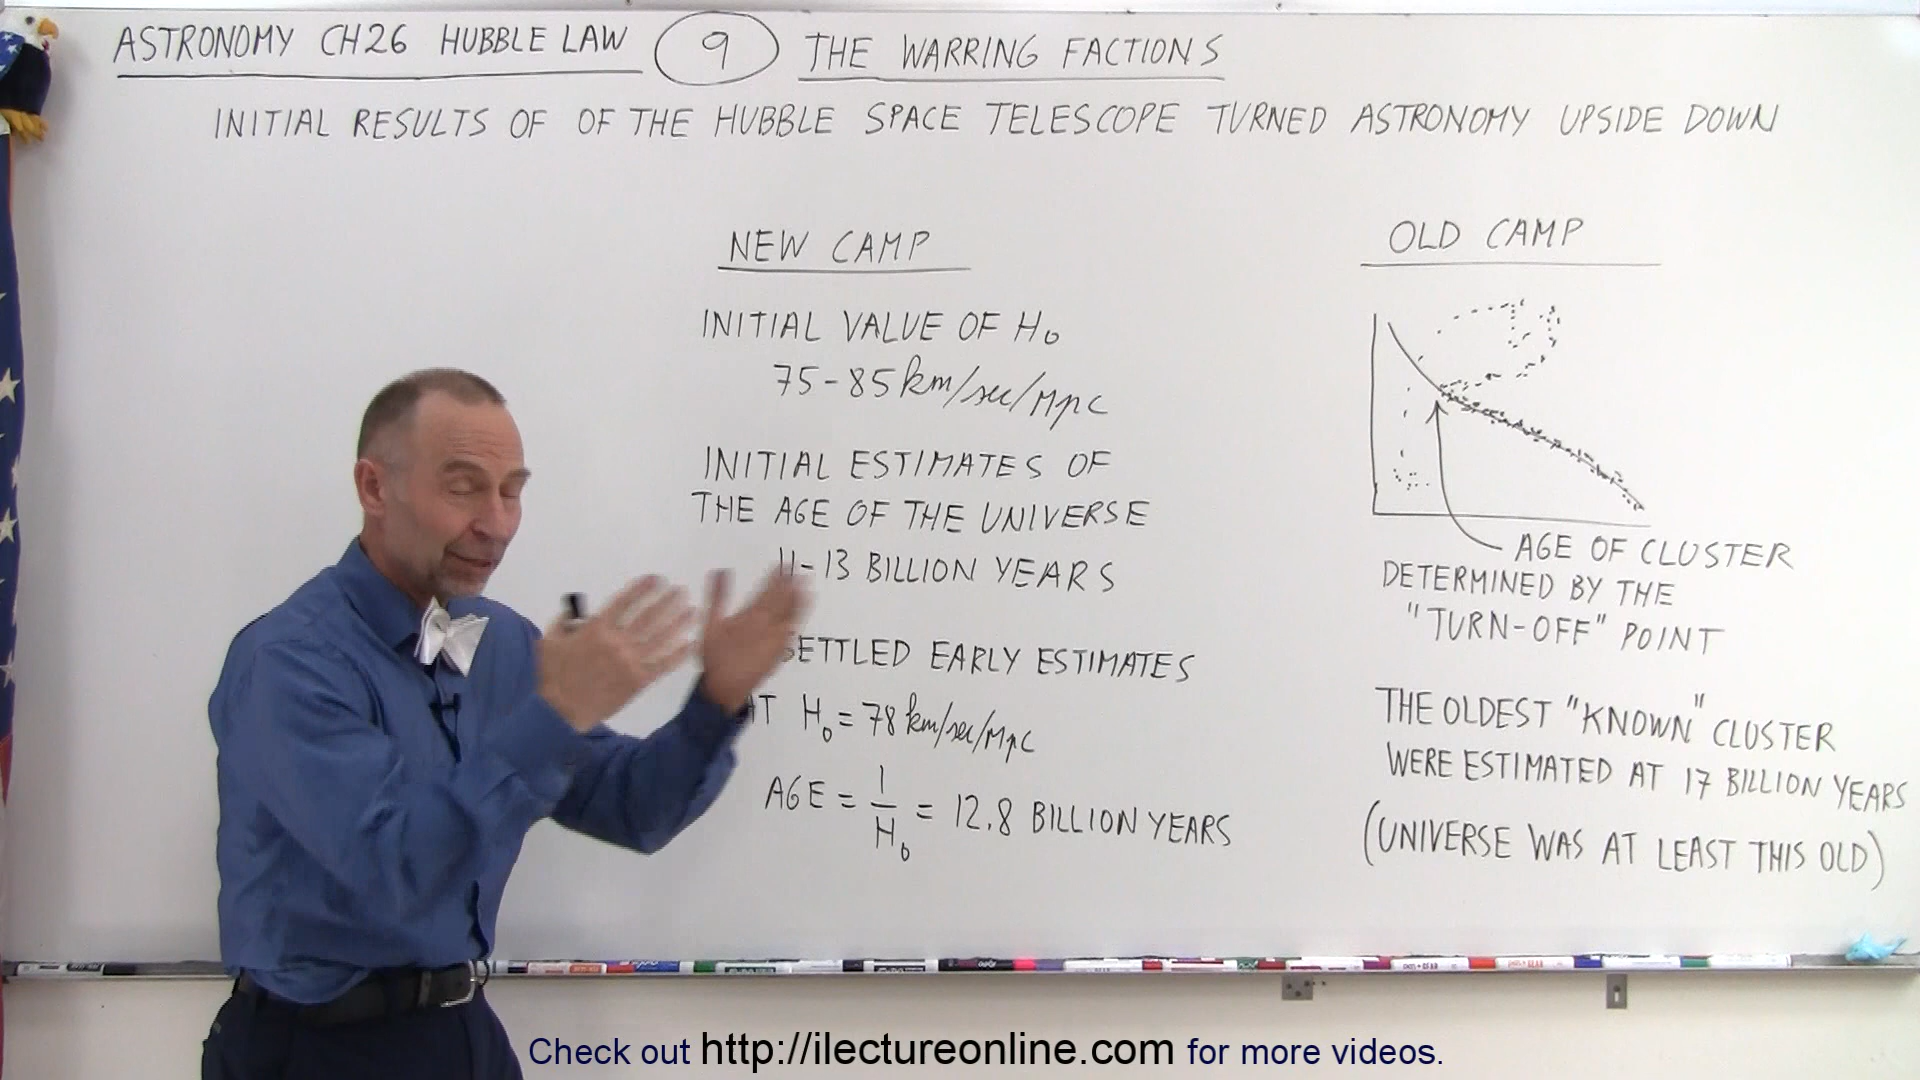 ASTRONOMY CH26 HUBBLE LAW 9 THE WARRING FACTIONS
INITIAL RESULTS OF OF THE HUBBLE SPACE TELESCOPE TURNED ASTRONOMY UPSIDE DOWN
NEW CAMP
INITIAL VALUE OF H₀
75-85 km/sec/Mpc
INITIAL ESTIMATES OF
THE AGE OF THE UNIVERSE
11-13 BILLION YEARS
SETTLED EARLY ESTIMATES
AT H₀ = 78 km/sec/Mpc
AGE = 1/H₀ = 12.8 BILLION YEARS
OLD CAMP
AGE OF CLUSTER
DETERMINED BY THE
"TURN-OFF" POINT
THE OLDEST "KNOWN" CLUSTER
WERE ESTIMATED AT 17 BILLION YEARS
(UNIVERSE WAS AT LEAST THIS OLD)
Check out http://ilectureonline.com for more videos.